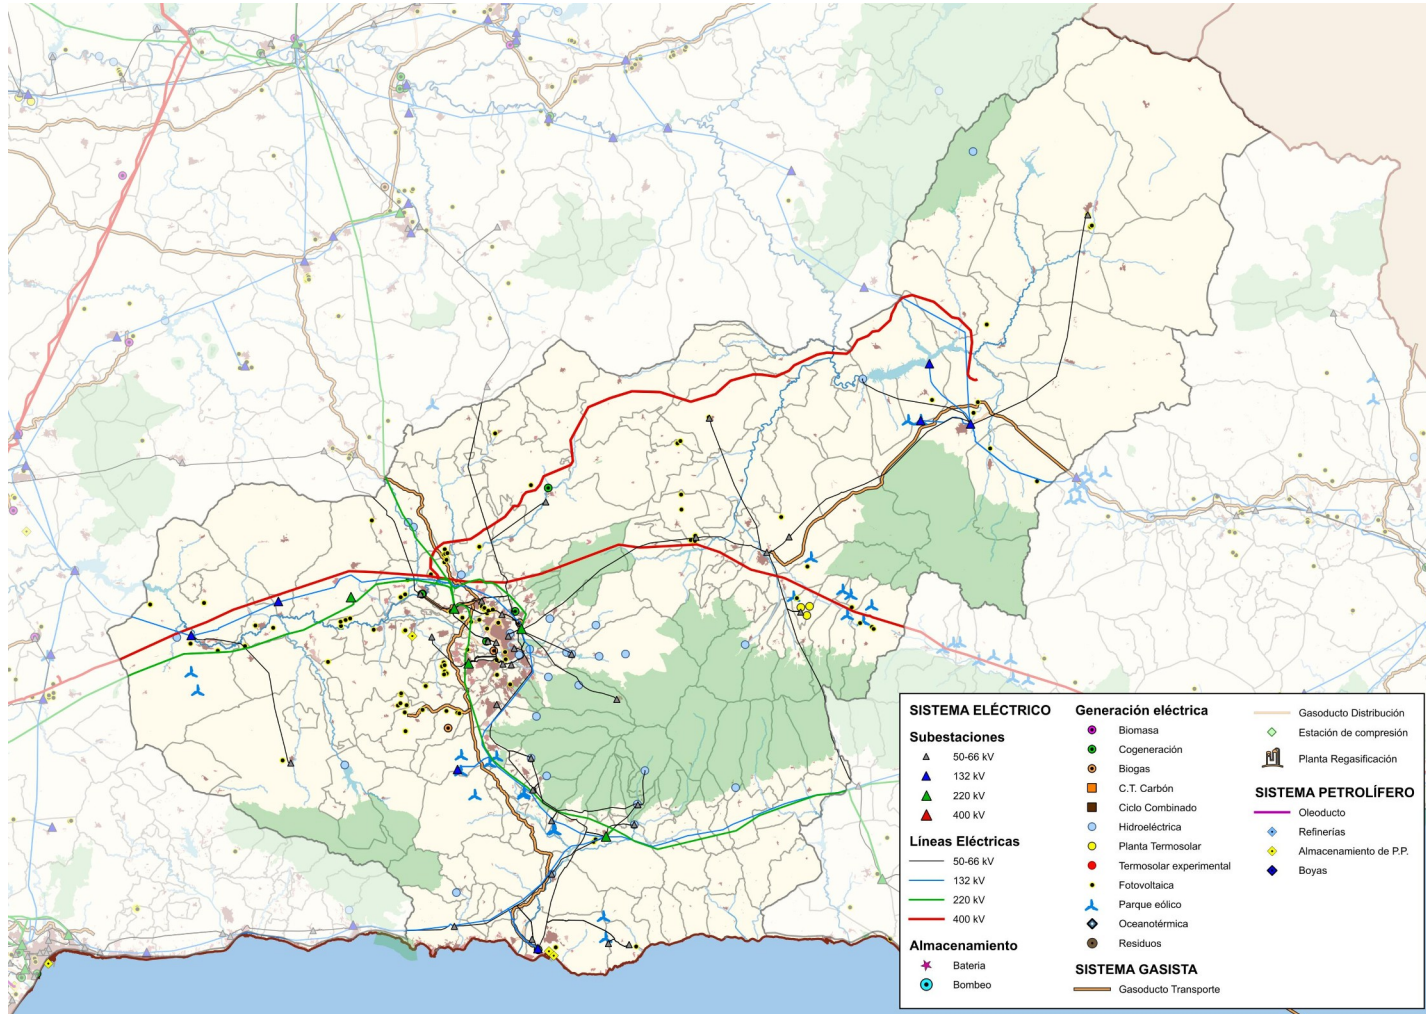 SISTEMA ELÉCTRICO
Subestaciones
50-66 kV
132 kV
220 kV
400 kV
Líneas Eléctricas
50-66 kV
132 kV
220 kV
400 kV
Almacenamiento
Bateria
Bombeo
Generación eléctrica
Biomasa
Cogeneración
Biogas
C.T. Carbón
Ciclo Combinado
Hidroeléctrica
Planta Termosolar
Termosolar experimental
Fotovoltaica
Parque eólico
Oceanotérmica
Residuos
SISTEMA GASISTA
Gasoducto Transporte
Gasoducto Distribución
Estación de compresión
Planta Regasificación
SISTEMA PETROLÍFERO
Oleoducto
Refinerías
Almacenamiento de P.P.
Boyas